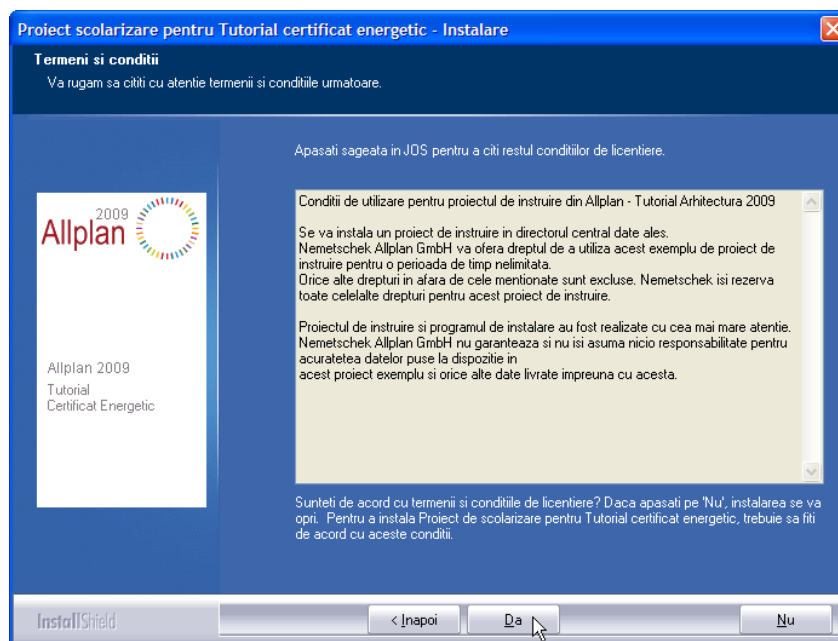 Proiect scolarizare pentru Tutorial certificat energetic - Instalare
Termeni si conditii
Va rugam sa cititi cu atentie termenii si conditiile urmatoare.
Apasati sageata in JOS pentru a citi restul conditiilor de licentiere.
2009
Allplan
Allplan 2009
Tutorial
Certificat Energetic
Conditii de utilizare pentru proiectul de instruire din Allplan - Tutorial Arhitectura 2009
Se va instala un proiect de instruire in directorul central date ales.
Nemetschek Allplan GmbH va ofera dreptul de a utiliza acest exemplu de proiect de
instruire pentru o perioada de timp nelimitata.
Orice alte drepturi in afara de cele mentionate sunt excluse. Nemetschek isi rezerva
toate celelalte drepturi pentru acest proiect de instruire.
Proiectul de instruire si programul de instalare au fost realizate cu cea mai mare atentie.
Nemetschek Allplan GmbH nu garanteaza si nu isi asuma nicio responsabilitate pentru
acuratetea datelor puse la dispozitie in
acest proiect exemplu si orice alte date livrate impreuna cu acesta.
Sunteti de acord cu termenii si conditiile de licentiere? Daca apasati pe 'Nu', instalarea se va
opri. Pentru a instala Proiect de scolarizare pentru Tutorial certificat energetic, trebuie sa fiti
de acord cu aceste conditii.
InstallShield
< Inapoi
Da
Nu